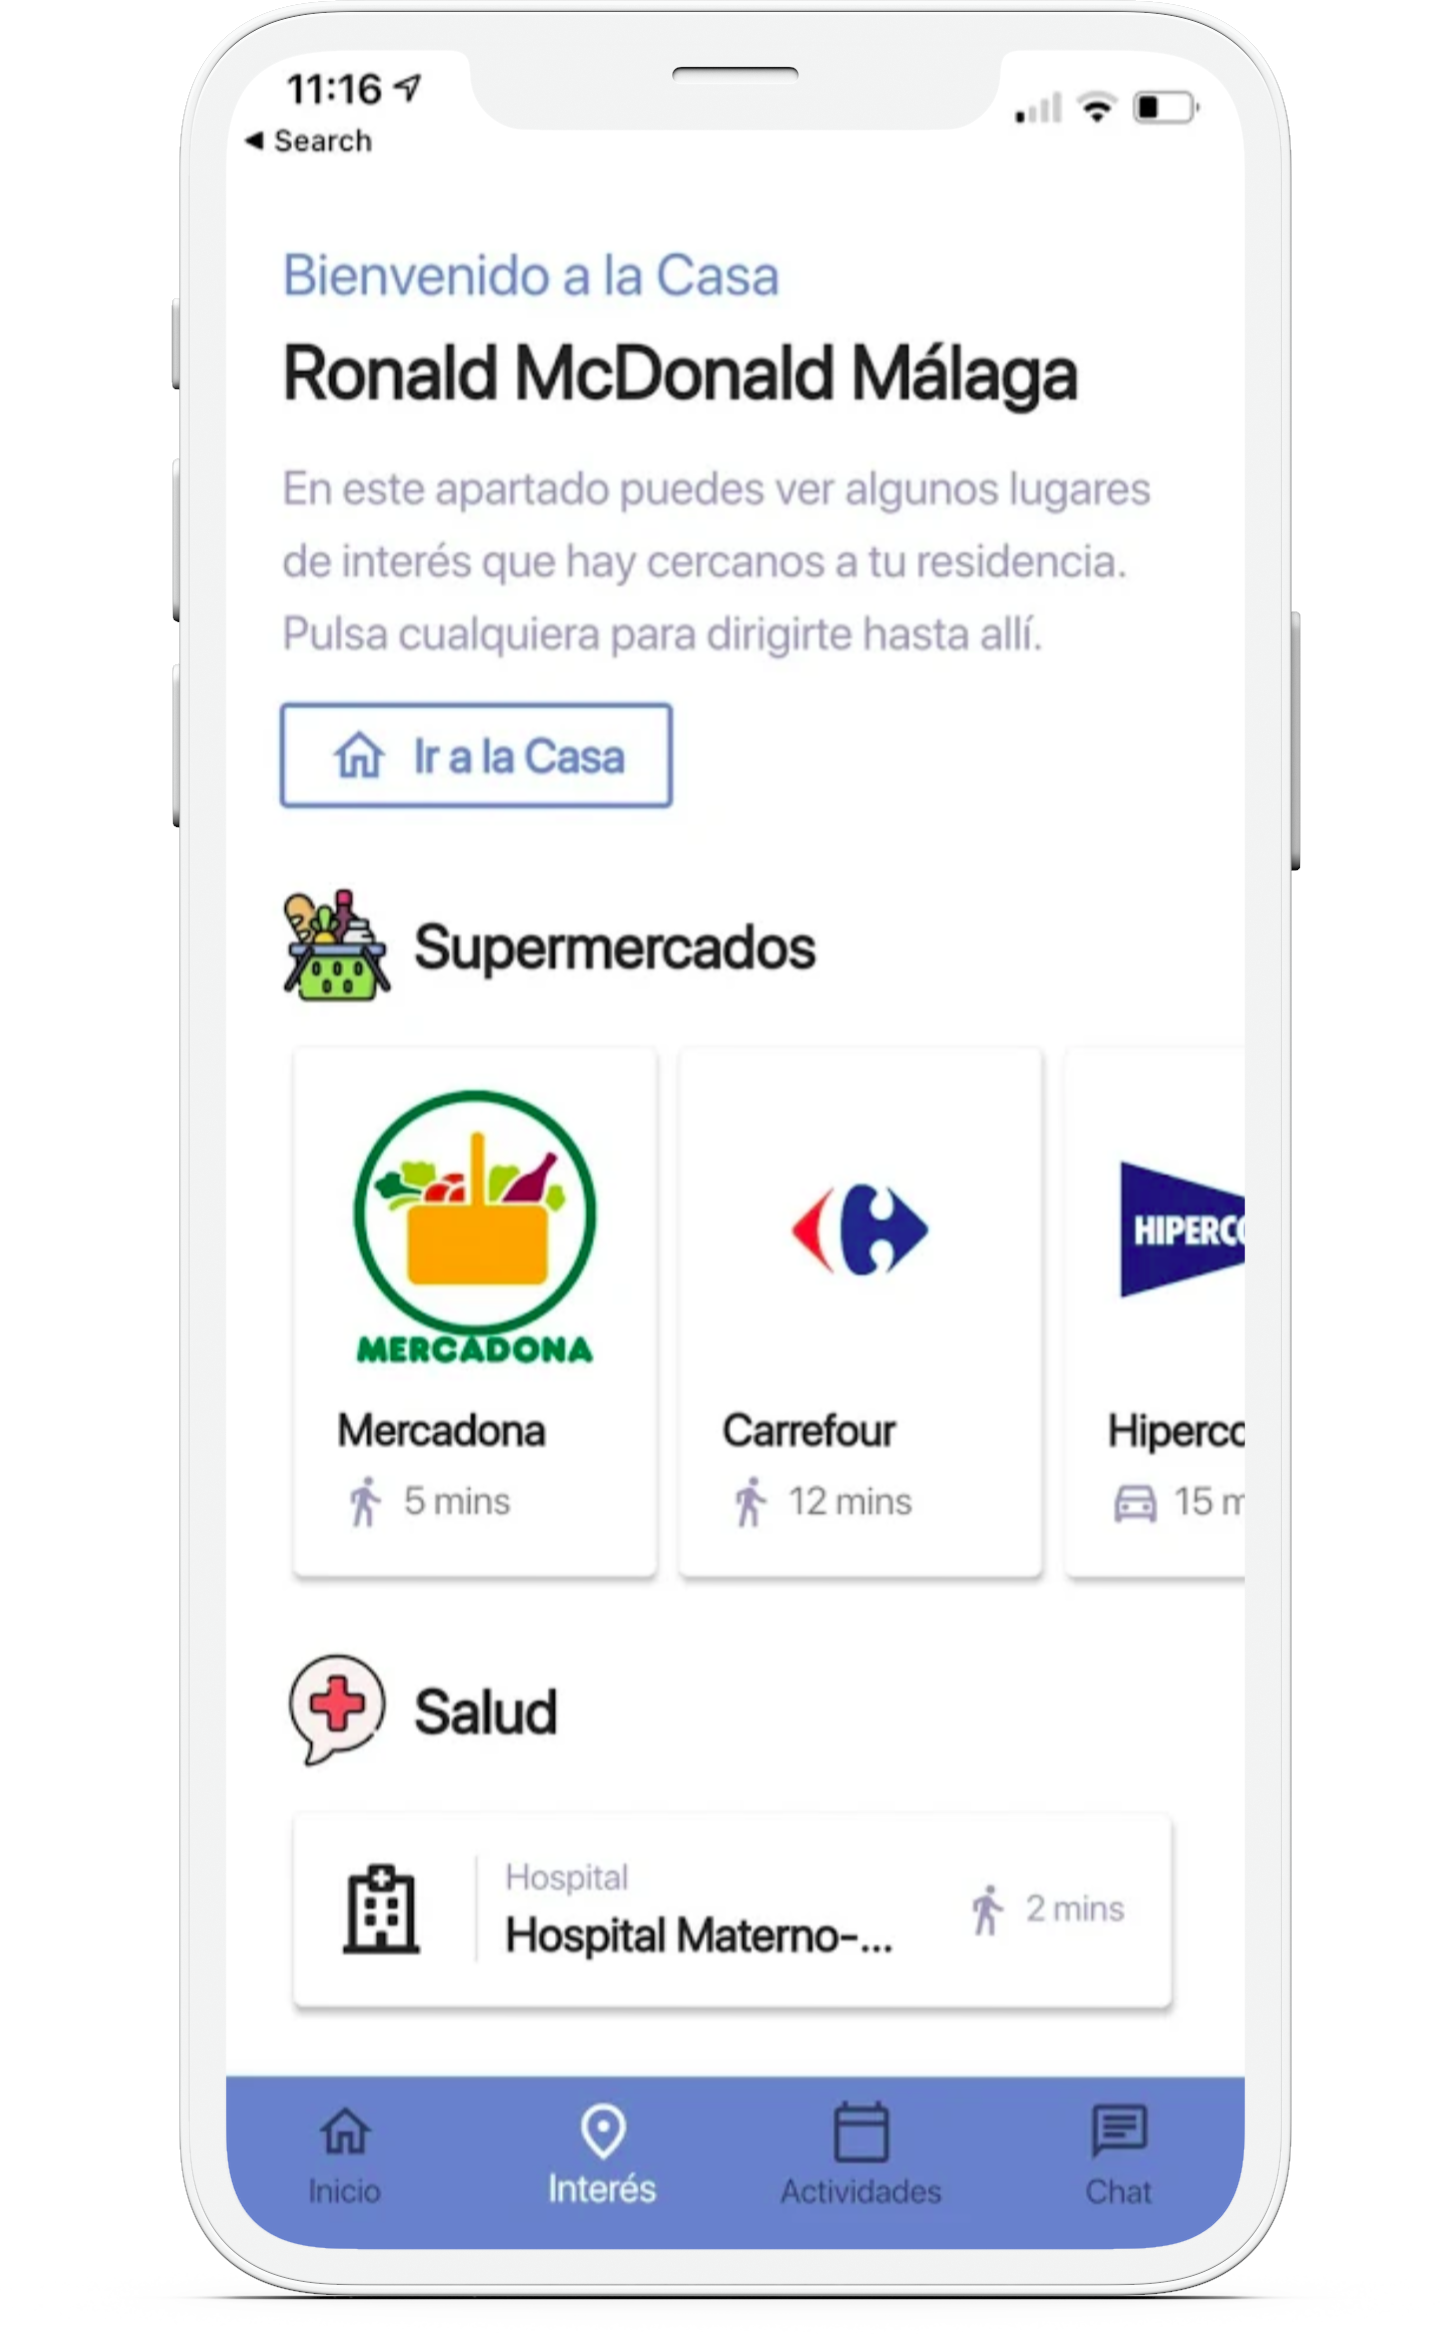 11:16
Search
Bienvenido a la Casa
Ronald McDonald Málaga
En este apartado puedes ver algunos lugares
de interés que hay cercanos a tu residencia.
Pulsa cualquiera para dirigirte hasta allí.
Ir a la Casa
Supermercados
MERCADONA
Mercadona
5 mins
Carrefour
12 mins
15
Salud
Hospital
Hospital Materno-...
2 mins
Inicio
Interés
Actividades
Chat